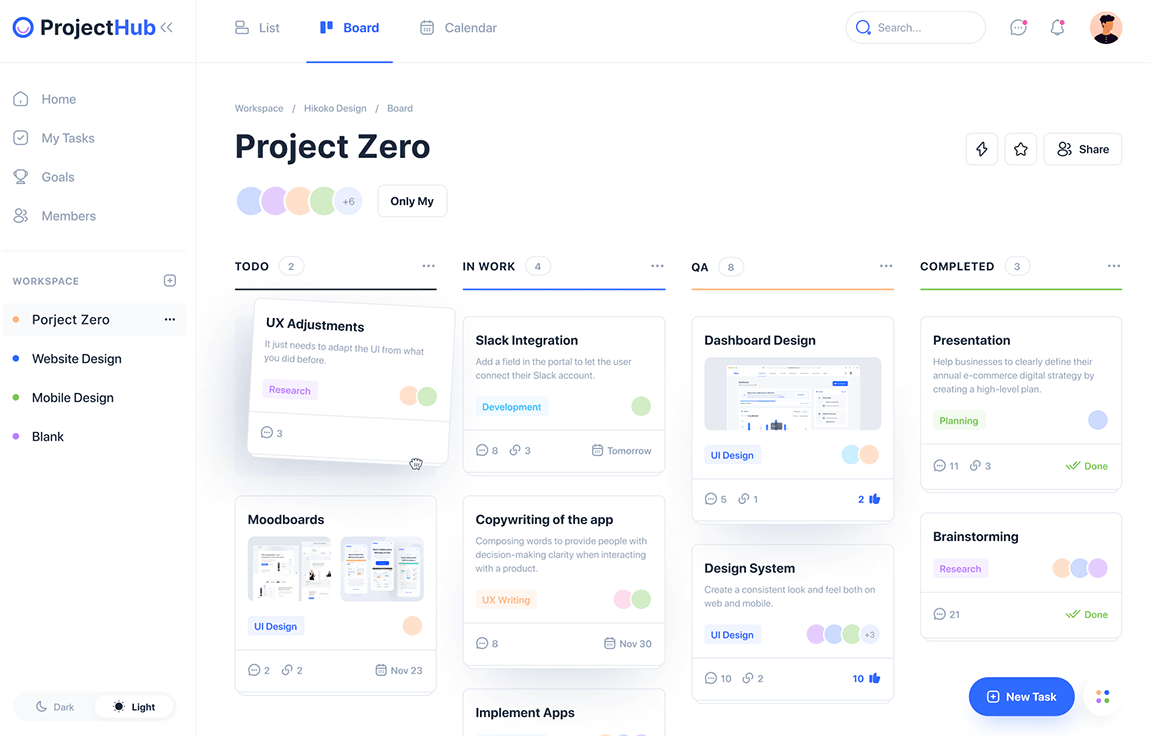 ProjectHub
List
Board
Calendar
Search...
Home
My Tasks
Goals
Members
WORKSPACE
Porject Zero
Website Design
Mobile Design
Blank
Dark
Light
Workspace / Hikoko Design / Board
Project Zero
Share
+6
Only My
TODO 2
UX Adjustments
It just needs to adapt the UI from what
you did before.
Research
3
Moodboards
UI Design
2 2 Nov 23
IN WORK 4
Slack Integration
Add a field in the portal to let the user
connect their Slack account.
Development
8 3 Tomorrow
Copywriting of the app
Composing words to provide people with
decision-making clarity when interacting
with a product.
UX Writing
8 Nov 30
Implement Apps
QA 8
Dashboard Design
UI Design
5 1 2
Design System
Create a consistent look and feel both on
web and mobile.
UI Design
+3
10 2 10
COMPLETED 3
Presentation
Help businesses to clearly define their
annual e-commerce digital strategy by
creating a high-level plan.
Planning
11 3 Done
Brainstorming
Research
21 Done
New Task